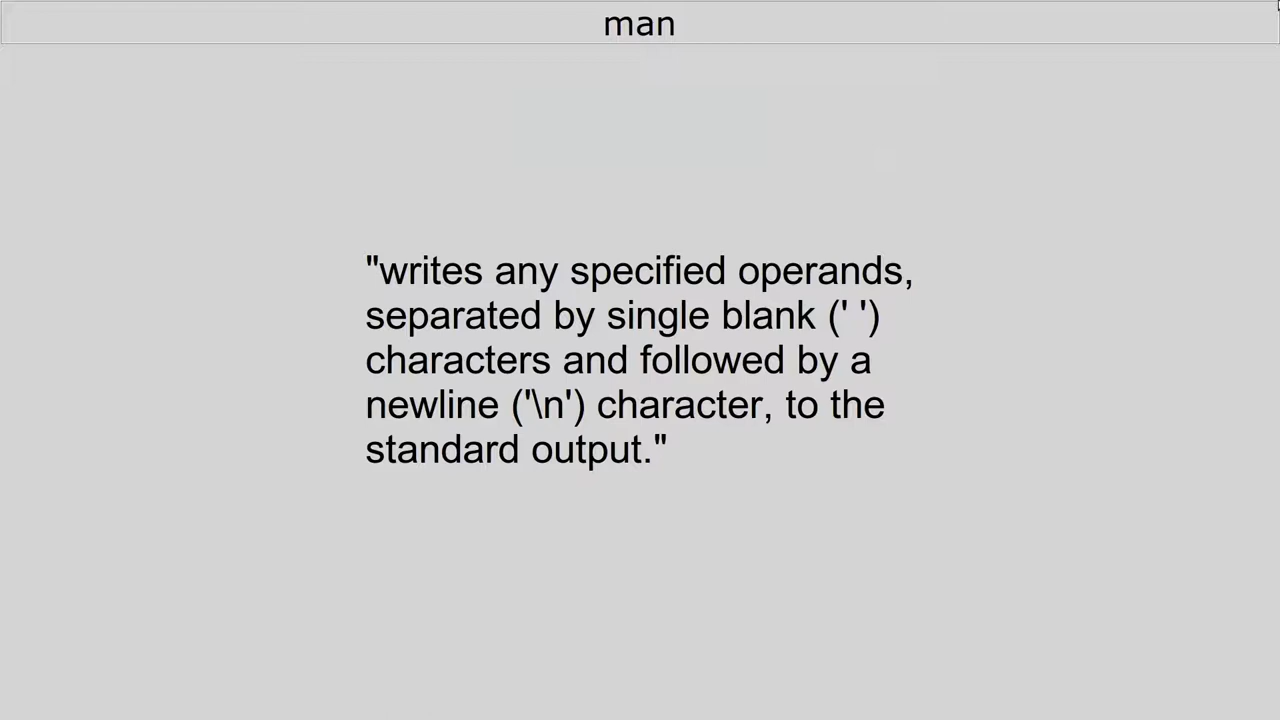 man
"writes any specified operands,
separated by single blank (' ')
characters and followed by a
newline ('\n') character, to the
standard output."